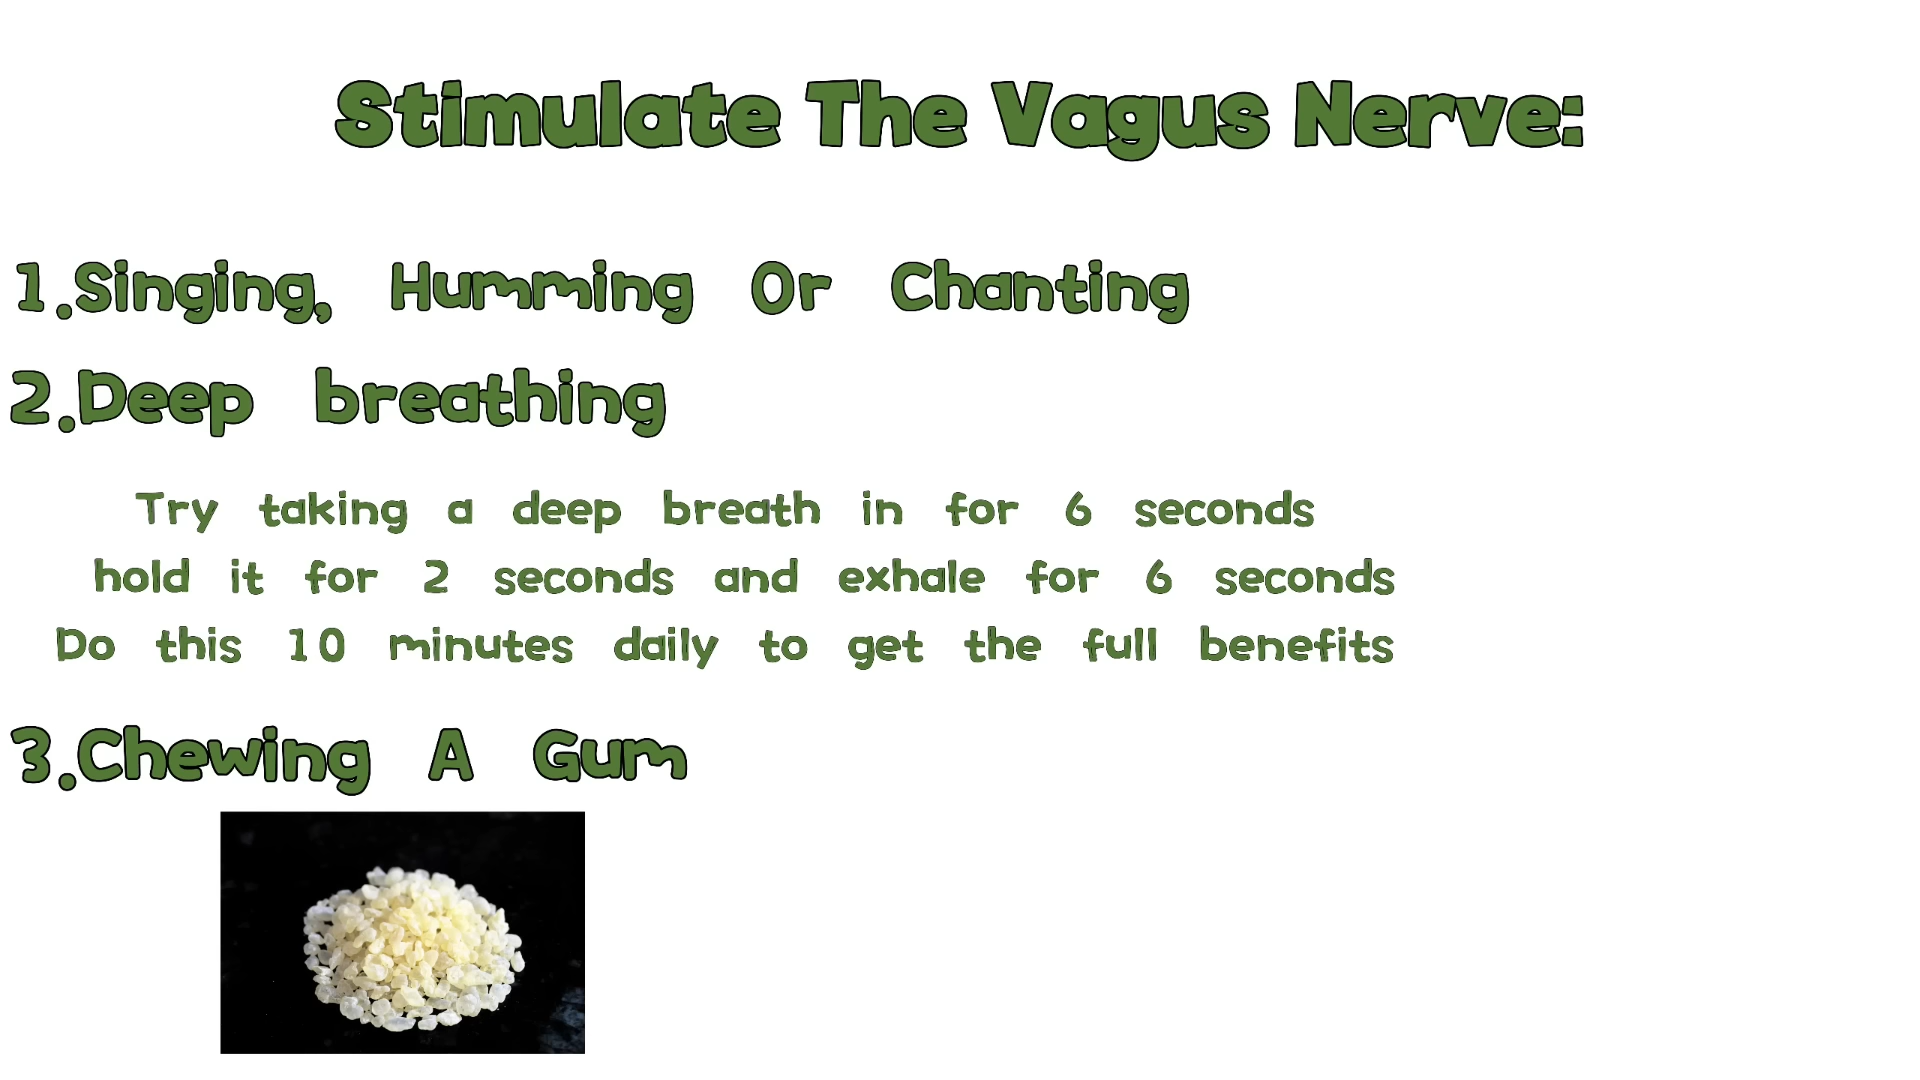 Stimulate The Vagus Nerve:
1.Singing, Humming Or Chanting
2.Deep breathing
Try taking a deep breath in for 6 seconds
hold it for 2 seconds and exhale for 6 seconds
Do this 10 minutes daily to get the full benefits
3.Chewing A Gum